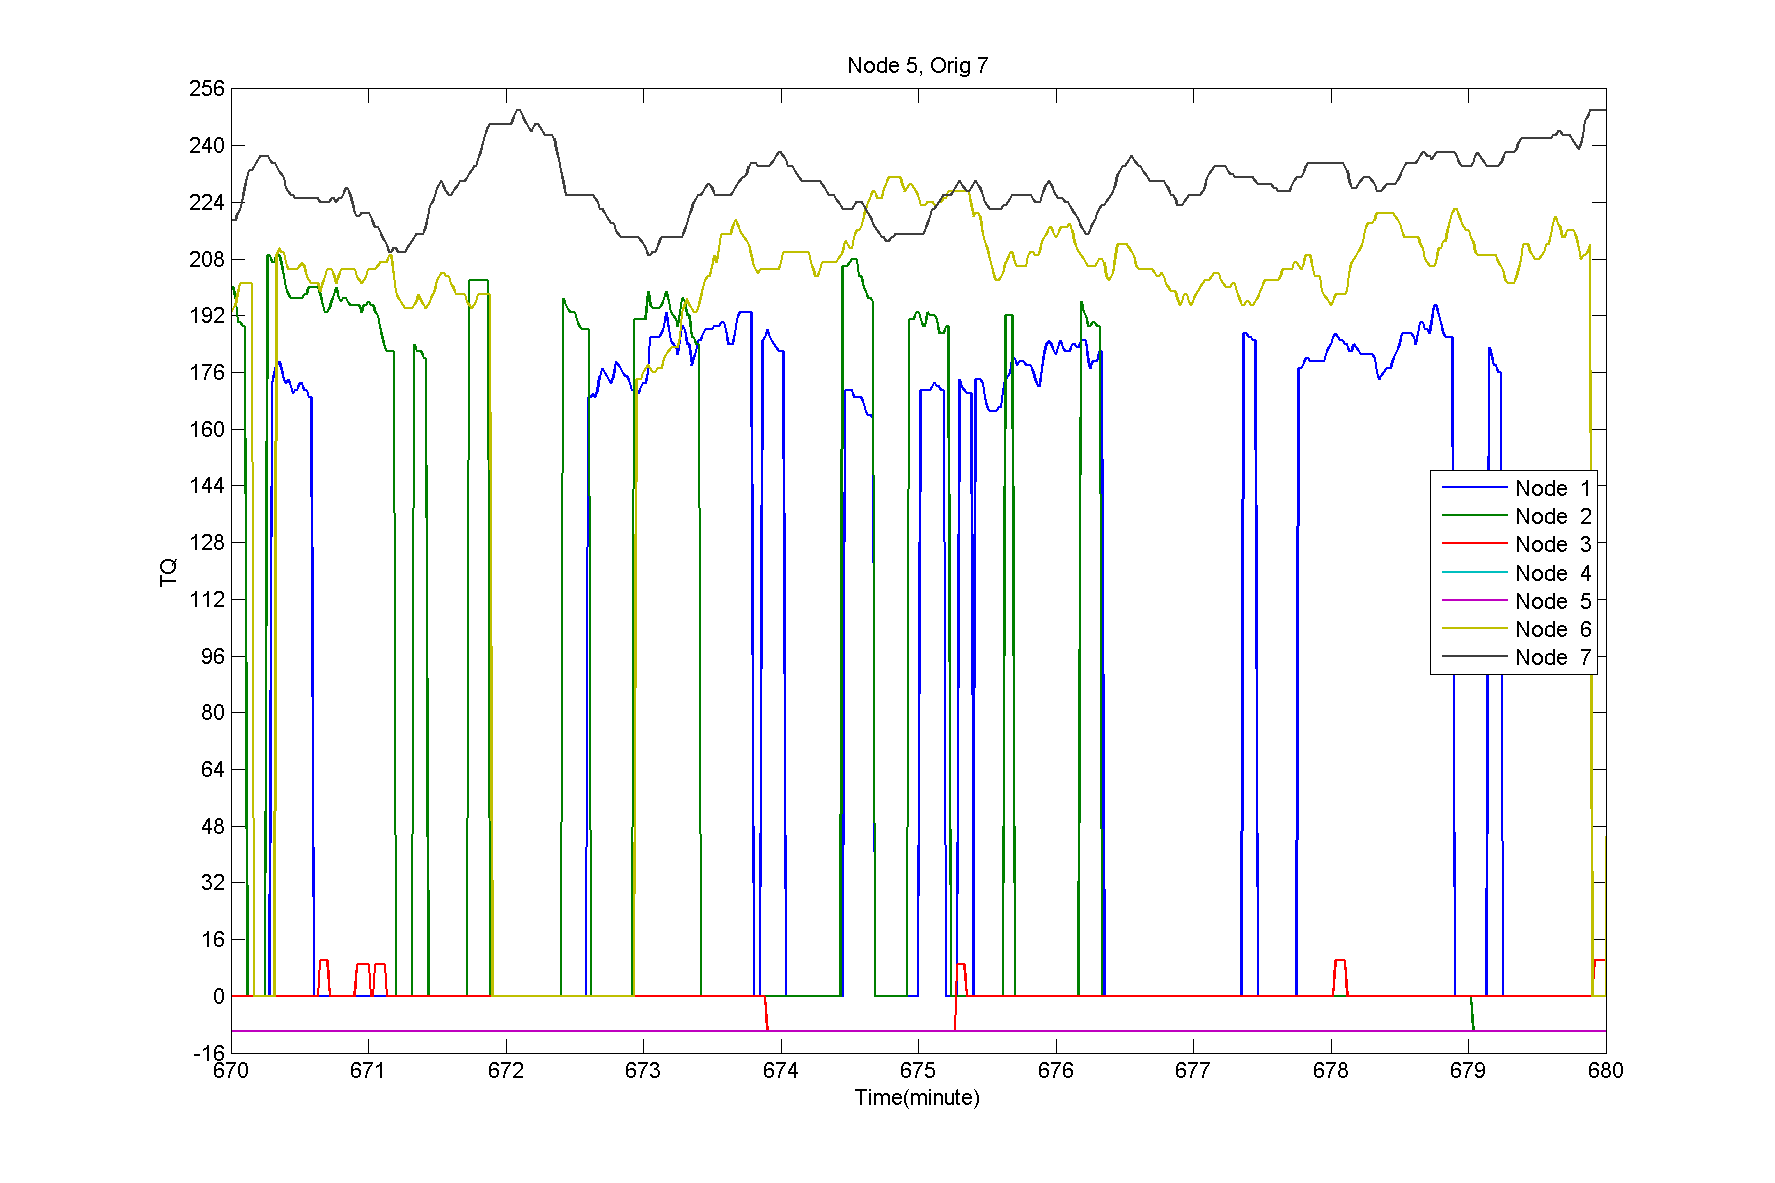 Node 5, Orig 7
256
240
224
208
192
176
160
144
128
112
96
80
64
48
32
16
0
-16
TQ
Node 1
Node 2
Node 3
Node 4
Node 5
Node 6
Node 7
670 671 672 673 674 675 676 677 678 679 680
Time(minute)